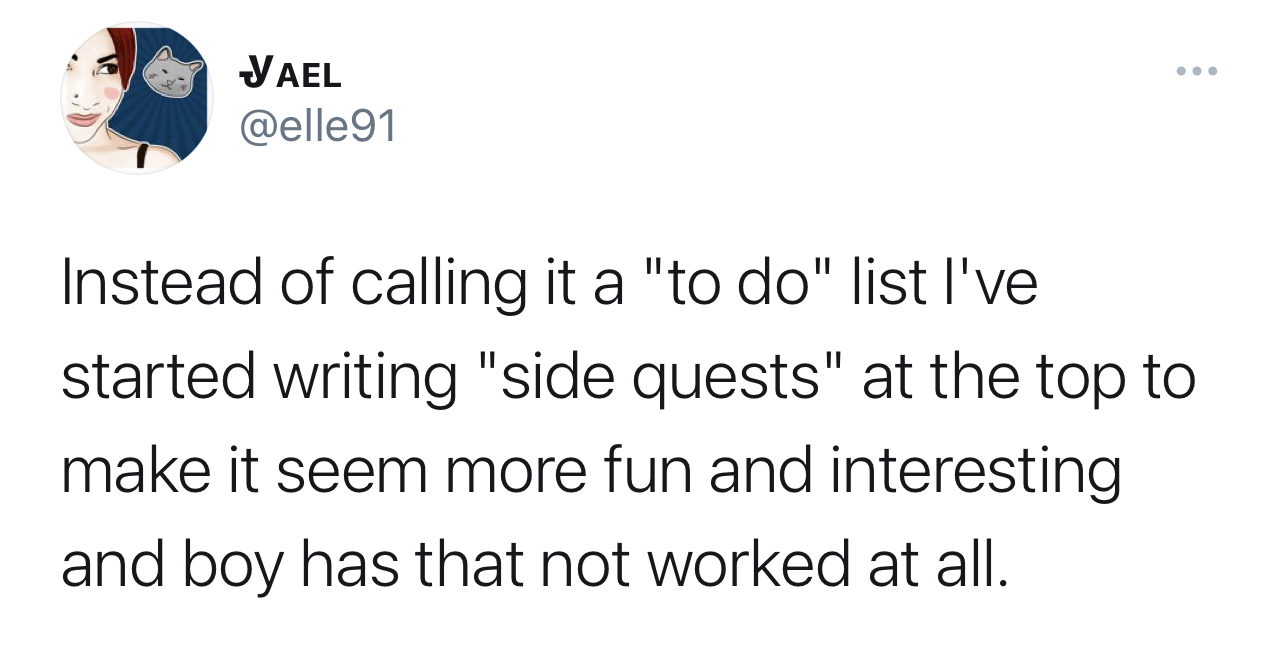 YAEL
@elle91
Instead of calling it a "to do" list I've
started writing "side quests" at the top to
make it seem more fun and interesting
and boy has that not worked at all.